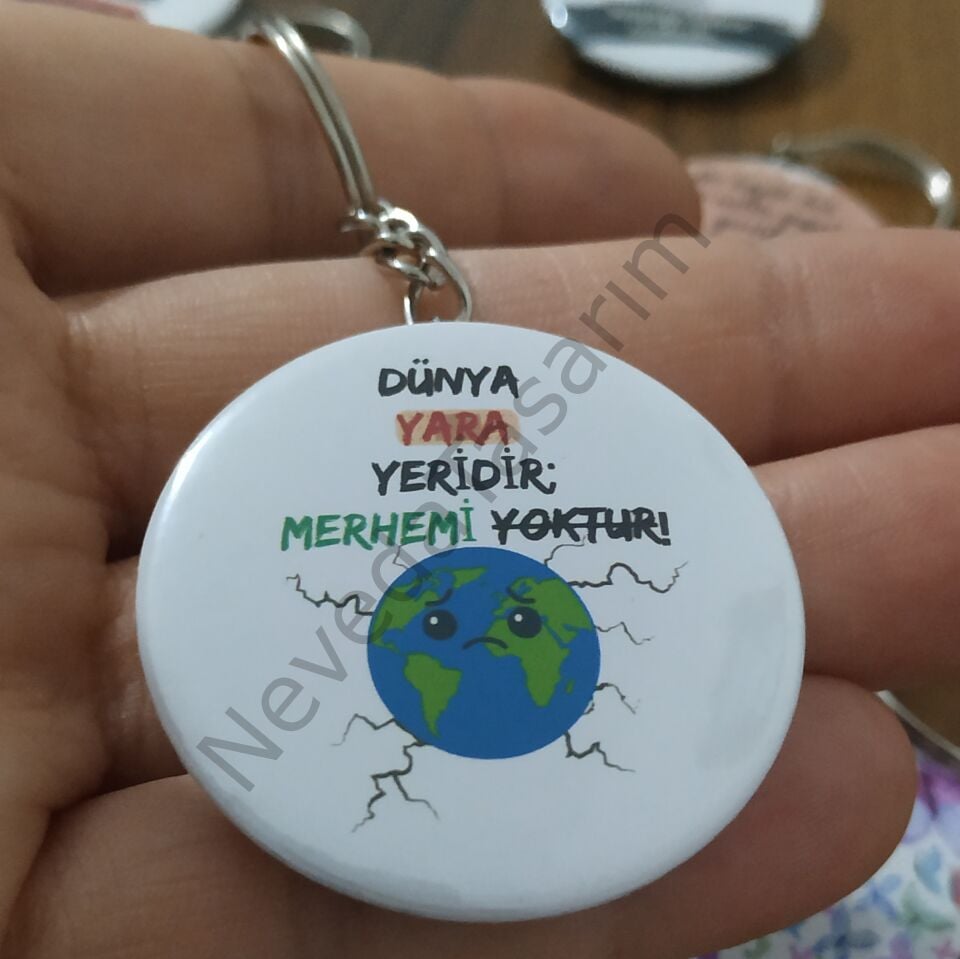 DÜNYA
YARA
YERİDİR;
MERHEMİ YOKTUR!
Neveda Tasarım